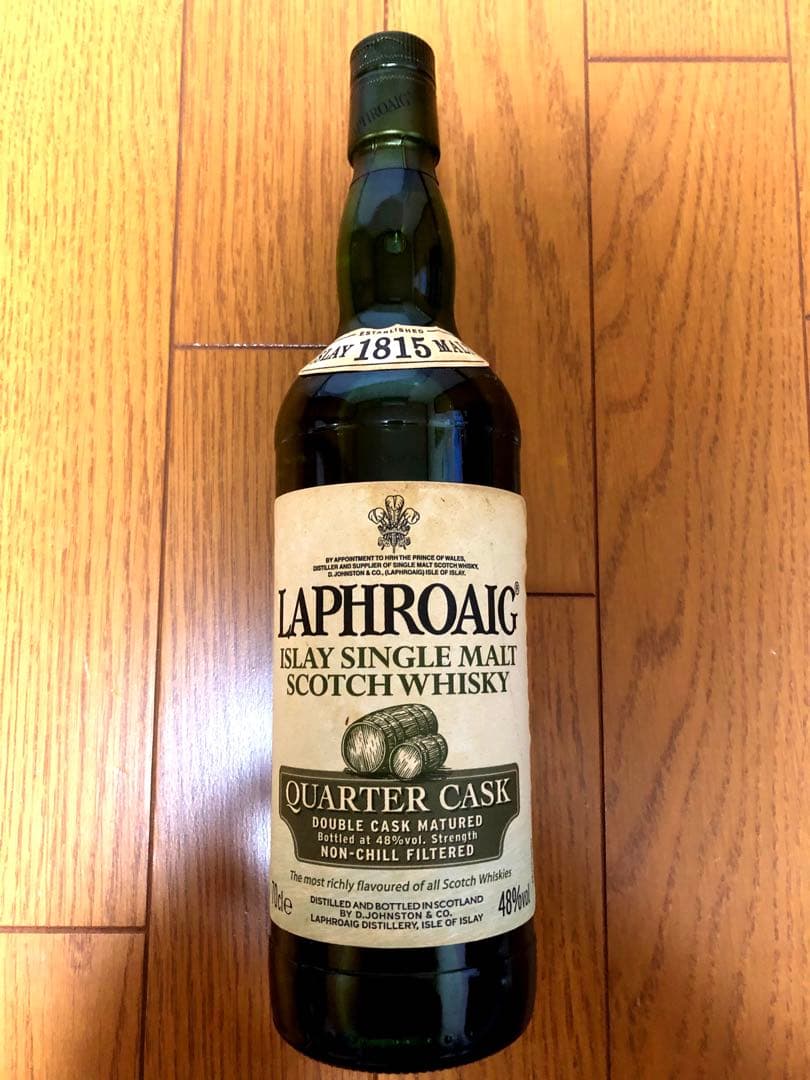 LAPHROAIG
ESTABLISHED
ISLAY 1815 MALT
BY APPOINTMENT TO HRH THE PRINCE OF WALES,
DISTILLER AND SUPPLIER OF SINGLE MALT SCOTCH WHISKY,
D.JOHNSTON & CO., (LAPHROAIG) ISLE OF ISLAY.
LAPHROAIG®
ISLAY SINGLE MALT
SCOTCH WHISKY
QUARTER CASK
DOUBLE CASK MATURED
Bottled at 48%vol. Strength
NON-CHILL FILTERED
The most richly flavoured of all Scotch Whiskies
70cl e
DISTILLED AND BOTTLED IN SCOTLAND
BY D.JOHNSTON & CO.
LAPHROAIG DISTILLERY, ISLE OF ISLAY
48%vol